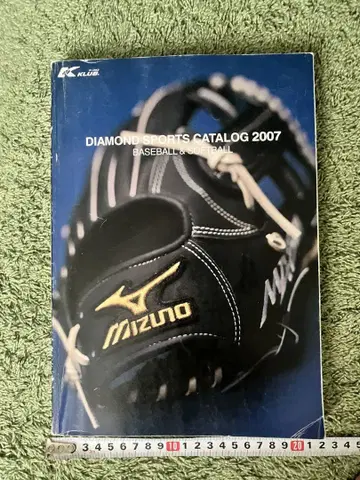 KLUB.
DIAMOND SPORTS CATALOG 2007
BASEBALL & SOFTBALL
MIZUNO
3 4 5 6 7 8 9 10 1 2 3 4 5 6 7 8 9 20 1 2 3 4